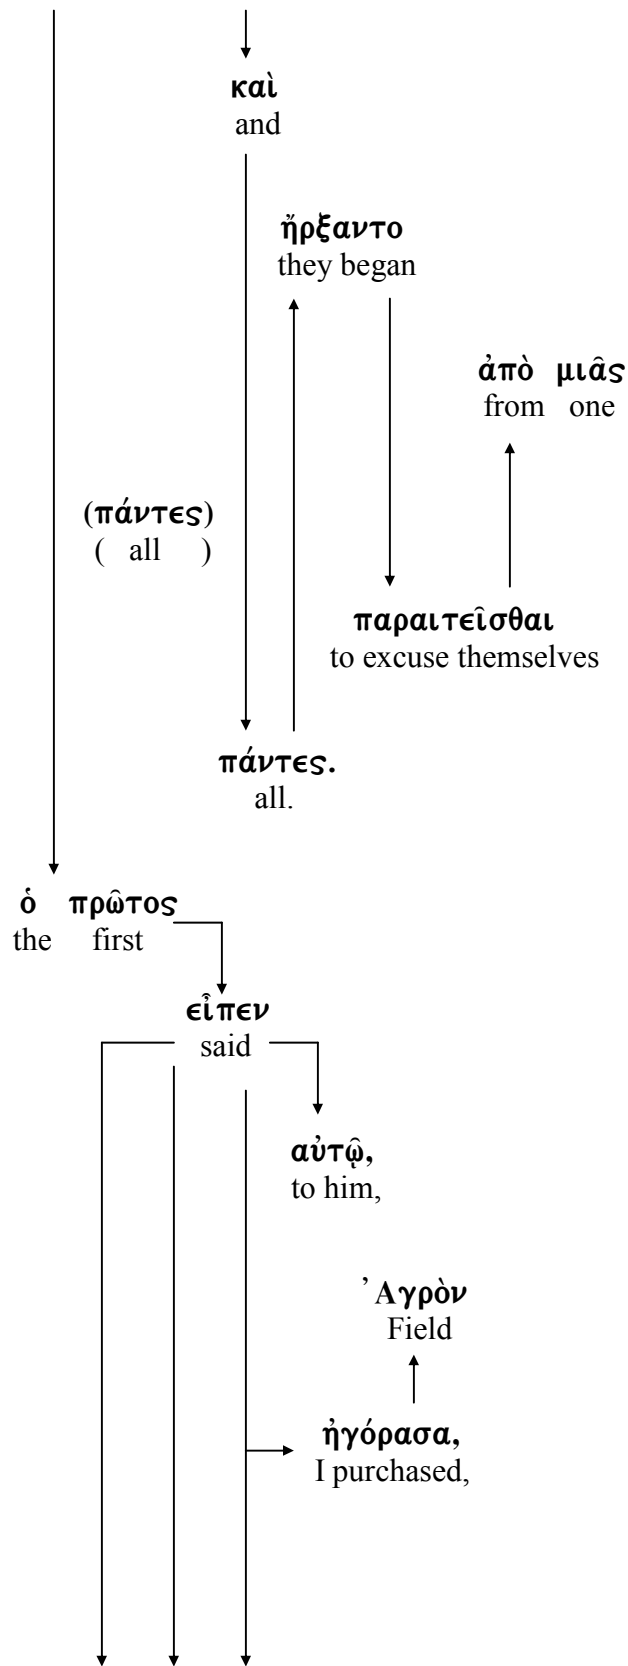 καὶ
and
ἤρξαντο
they began
ἀπὸ μιᾶς
from one
(πάντες)
( all )
παραιτεῖσθαι
to excuse themselves
πάντες.
all.
ὁ πρῶτος
the first
εἶπεν
said
αὐτῷ,
to him,
Ἀγρὸν
Field
ἠγόρασα,
I purchased,